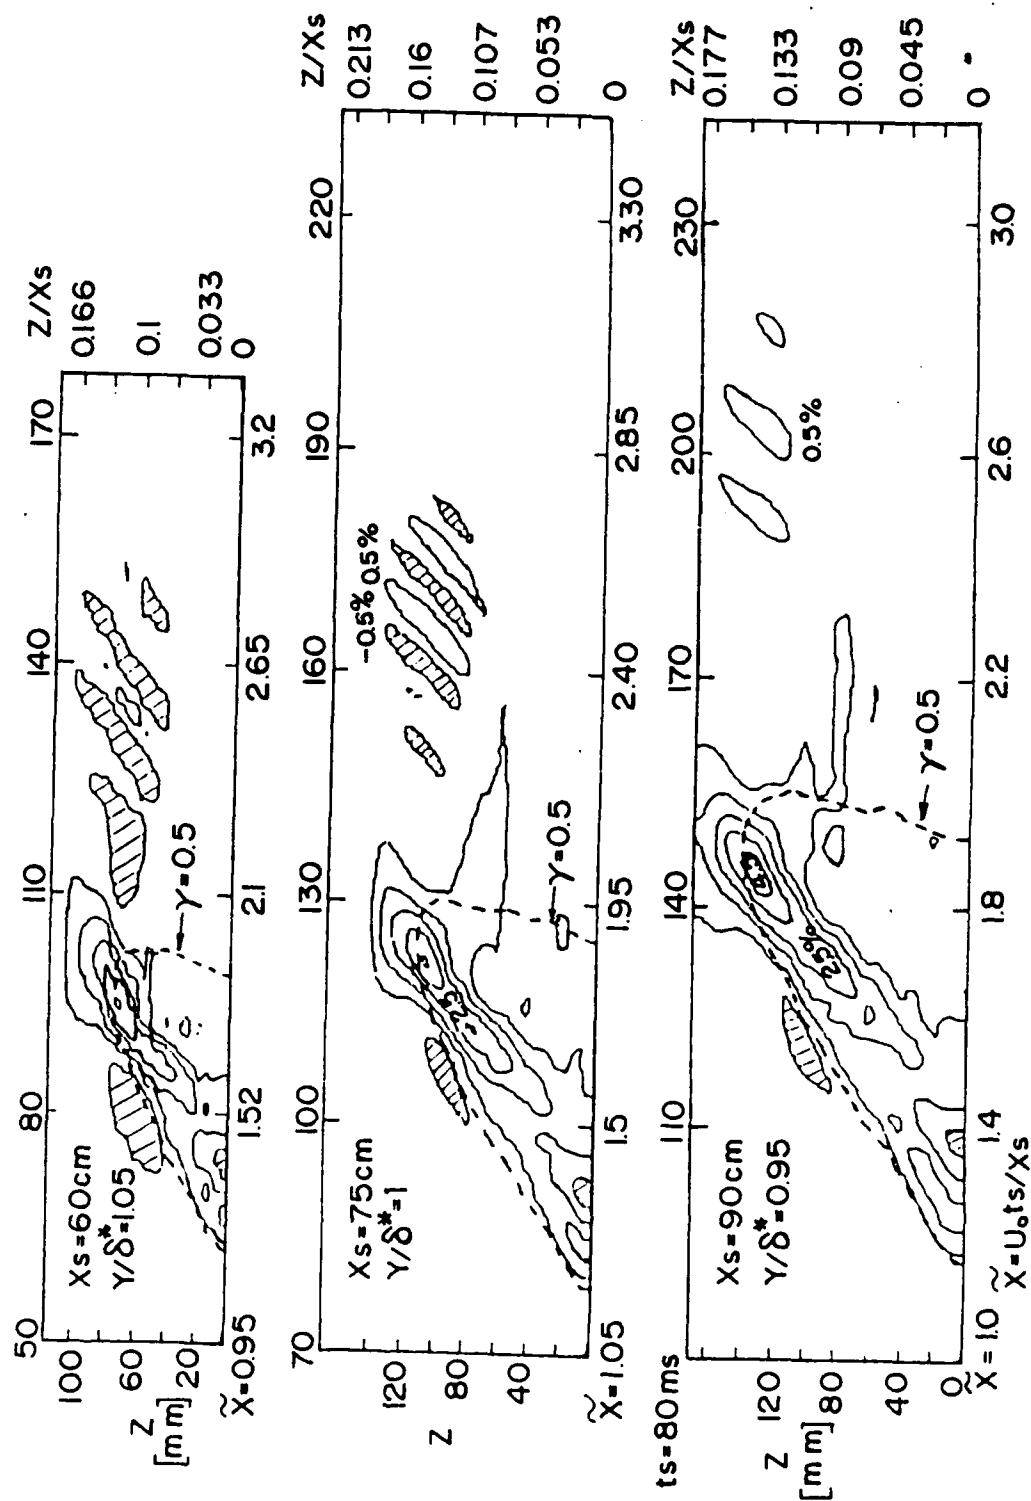 50 80 110 140 170 Z/Xs
Xs=60cm
Y/δ*=1.05
γ=0.5
0.166
0.1
0.033
0
100
60
20
Z
[mm]
X̃=0.95 1.52 2.1 2.65 3.2
70 100 130 160 190 220 Z/Xs
Xs=75cm
Y/δ*=1
-0.5% 0.5%
γ=0.5
0.213
0.16
0.107
0.053
0
120
80
40
Z
X̃=1.05 1.5 1.95 2.40 2.85 3.30
ts=80ms 110 140 170 200 230 Z/Xs
Xs=90cm
Y/δ*=0.95
2.5%
0.5%
γ=0.5
0.177
0.133
0.09
0.045
0
120
80
40
0
Z
[mm]
X̃=1.0 1.4 1.8 2.2 2.6 3.0
X̃=U₀ts/Xs